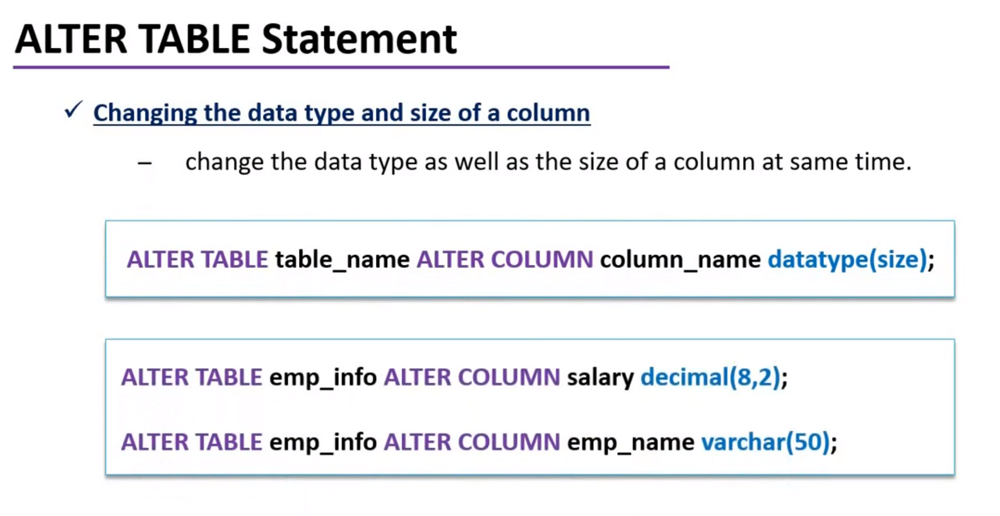 ALTER TABLE Statement
✓ Changing the data type and size of a column
– change the data type as well as the size of a column at same time.
ALTER TABLE table_name ALTER COLUMN column_name datatype(size);
ALTER TABLE emp_info ALTER COLUMN salary decimal(8,2);
ALTER TABLE emp_info ALTER COLUMN emp_name varchar(50);